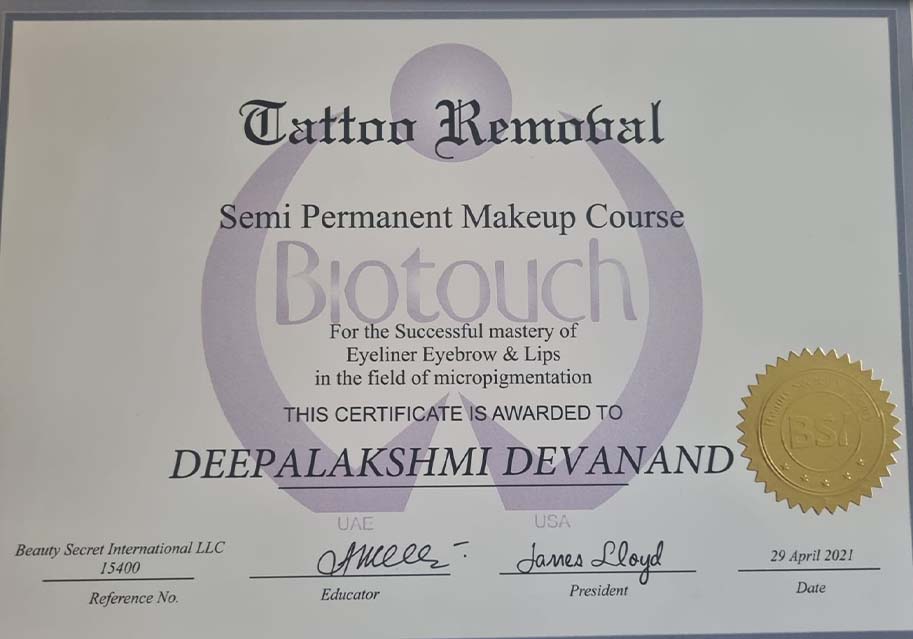 Tattoo Removal
Semi Permanent Makeup Course
Biotouch
For the Successful mastery of
Eyeliner Eyebrow & Lips
in the field of micropigmentation
THIS CERTIFICATE IS AWARDED TO
DEEPALAKSHMI DEVANAND
BSI
UAE USA
Beauty Secret International LLC
15400
Reference No.
Educator
James Lloyd
President
29 April 2021
Date